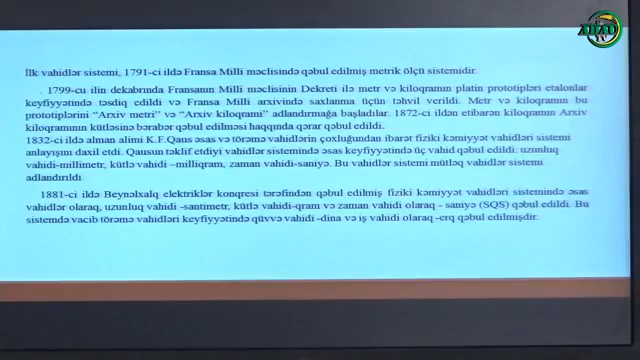 ADAU
İlk vahidlər sistemi, 1791-ci ildə Fransa Milli məclisində qəbul edilmiş metrik ölçü sistemidir.
. 1799-cu ilin dekabrında Fransanın Milli məclisinin Dekreti ilə metr və kiloqramın platin prototipləri etalonlar
keyfiyyətində təsdiq edildi və Fransa Milli arxivində saxlanma üçün təhvil verildi. Metr və kiloqramın bu
prototiplərini “Arxiv metri” və “Arxiv kiloqramı” adlandırmağa başladılar. 1872-ci ildən etibarən kiloqramın Arxiv
kiloqramının kütləsinə bərabər qəbul edilməsi haqqında qərar qəbul edildi.
1832-ci ildə alman alimi K.F.Qaus əsas və törəmə vahidlərin çoxluğundan ibarət fiziki kəmiyyət vahidləri sistemi
anlayışını daxil etdi. Qausun təklif etdiyi vahidlər sistemində əsas keyfiyyətində üç vahid qəbul edildi: uzunluq
vahidi-millimetr, kütlə vahidi –milliqram, zaman vahidi-saniyə. Bu vahidlər sistemi mütləq vahidlər sistemi
adlandırıldı
1881-ci ildə Beynəlxalq elektriklər konqresi tərəfindən qəbul edilmiş fiziki kəmiyyət vahidləri sistemində əsas
vahidlər olaraq, uzunluq vahidi -santimetr, kütlə vahidi-qram və zaman vahidi olaraq - saniyə (SQS) qəbul edildi. Bu
sistemdə vacib törəmə vahidləri keyfiyyətində qüvvə vahidi -dina və iş vahidi olaraq -erq qəbul edilmişdir.